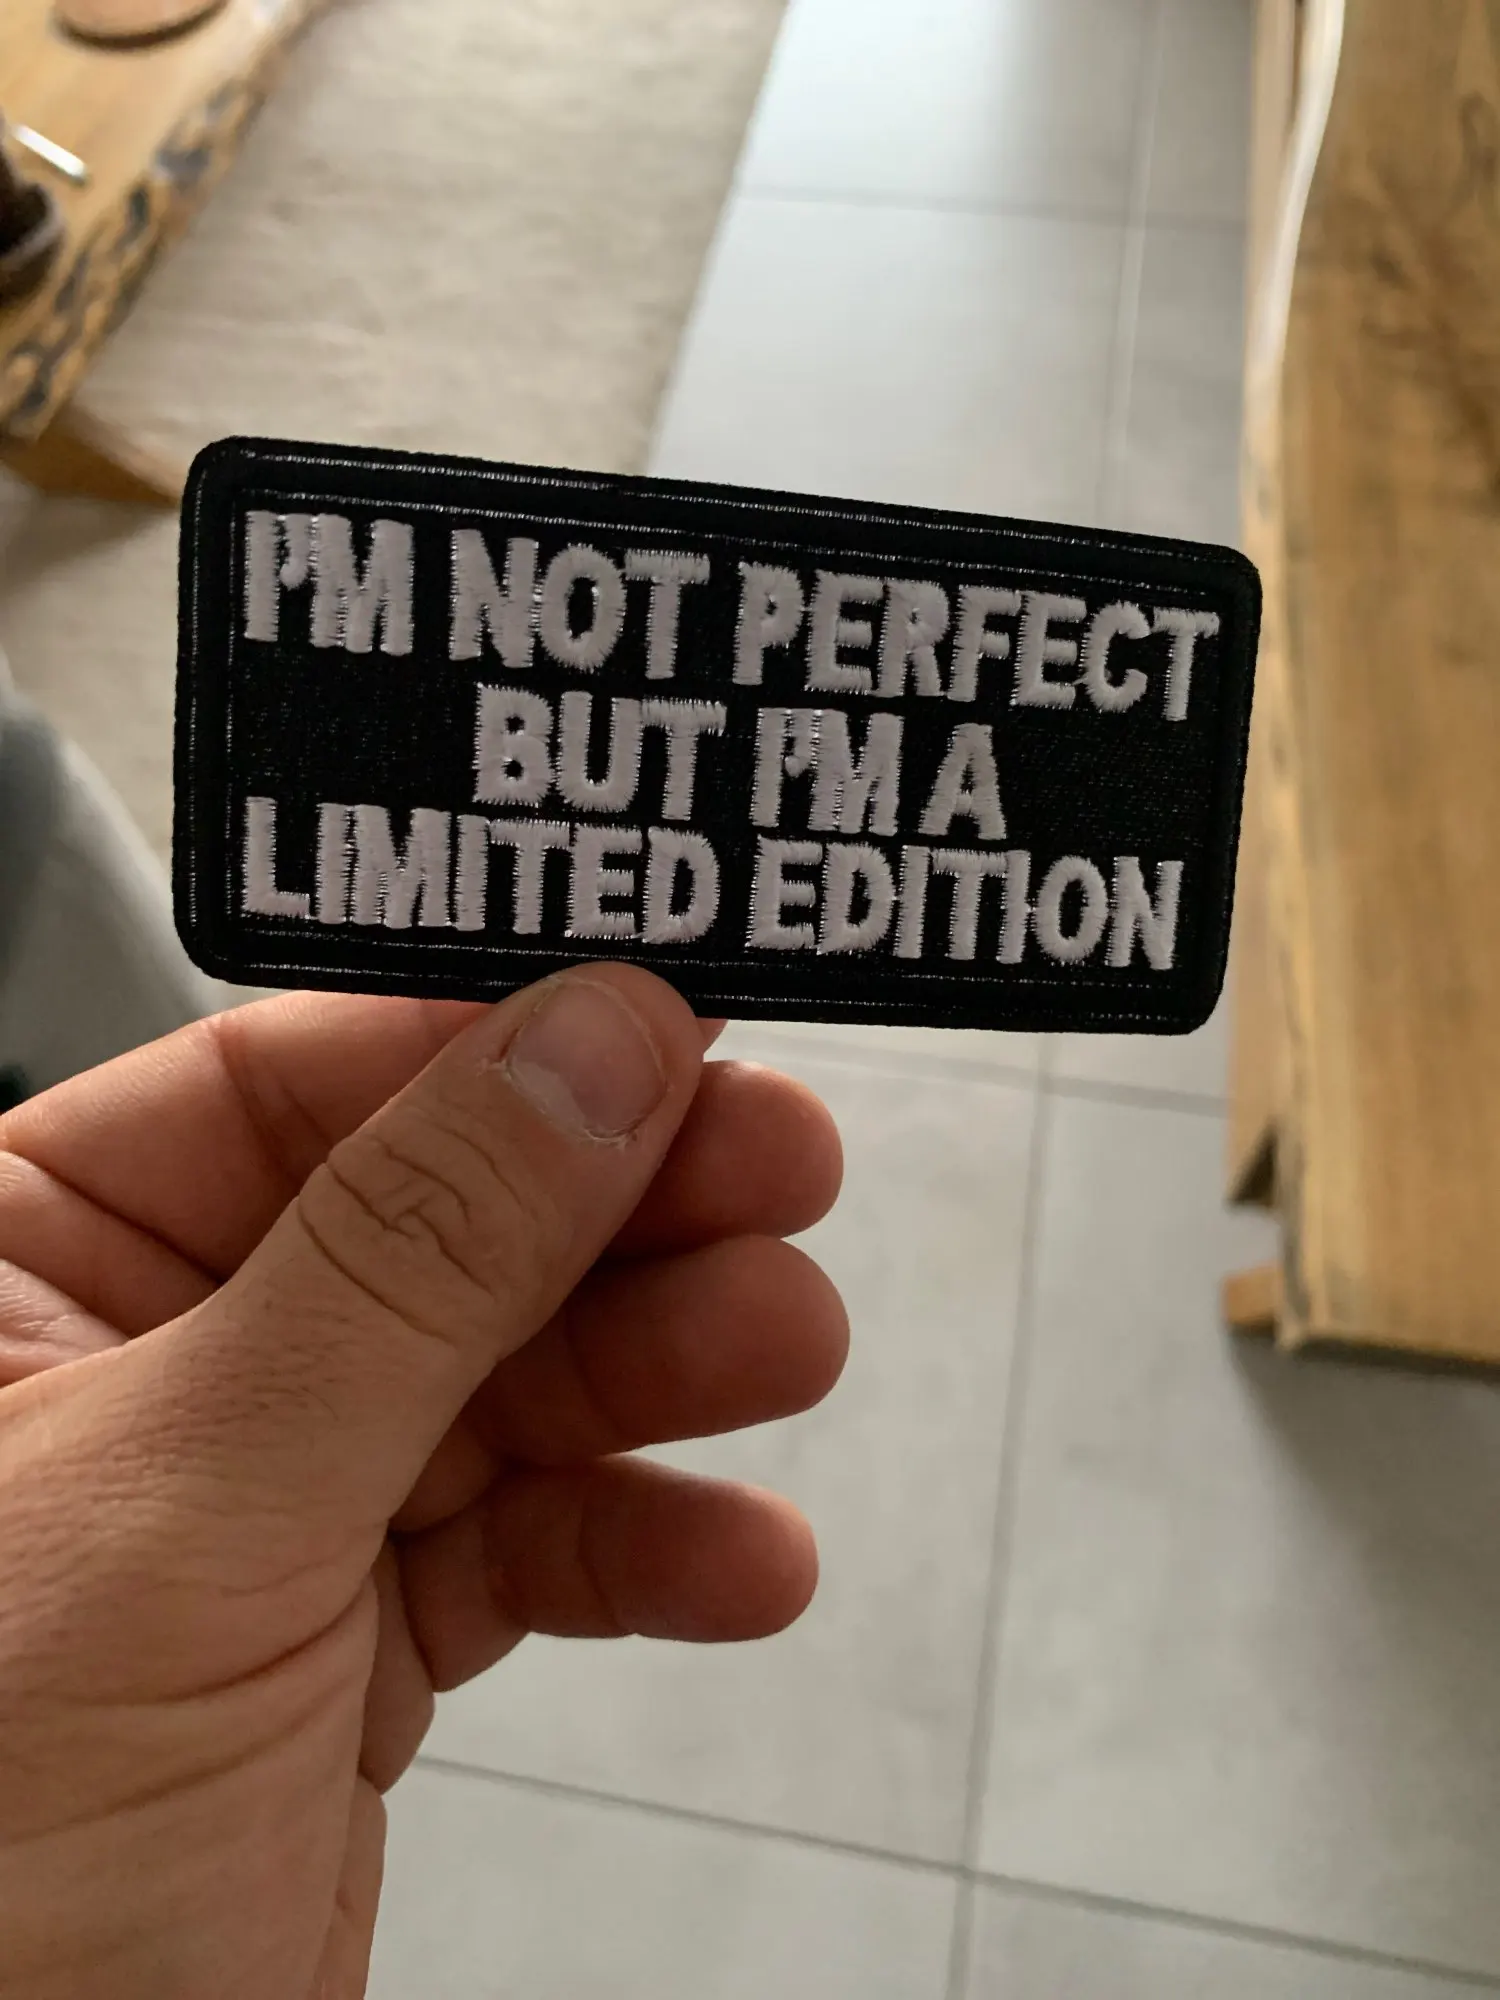 I'M NOT PERFECT
BUT I'M A
LIMITED EDITION